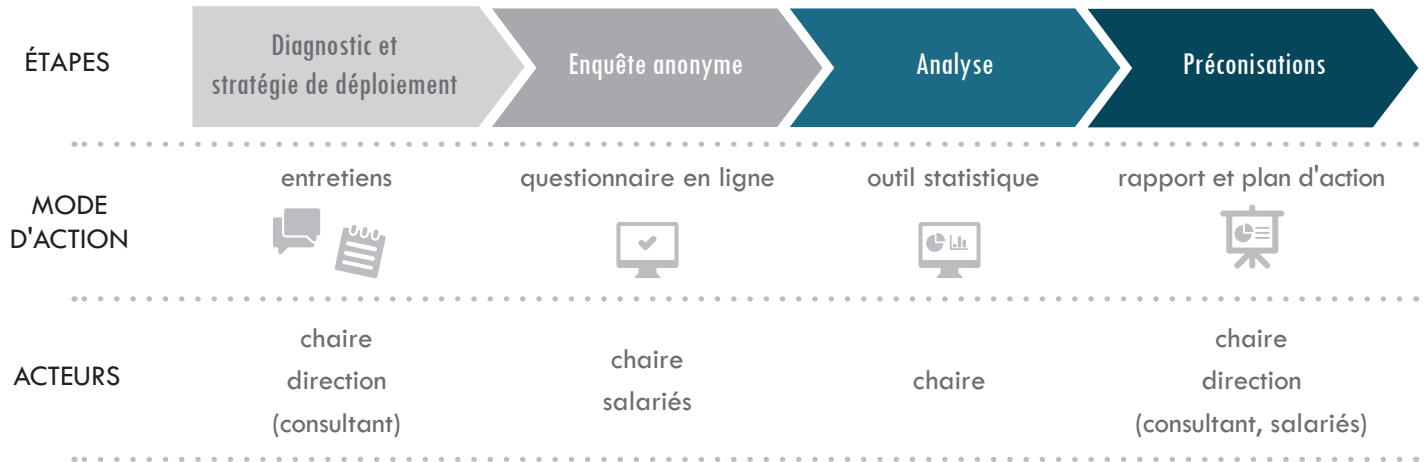 ÉTAPES
Diagnostic et
stratégie de déploiement
Enquête anonyme
Analyse
Préconisations
MODE
D'ACTION
entretiens
questionnaire en ligne
outil statistique
rapport et plan d'action
ACTEURS
chaire
direction
(consultant)
chaire
salariés
chaire
chaire
direction
(consultant, salariés)